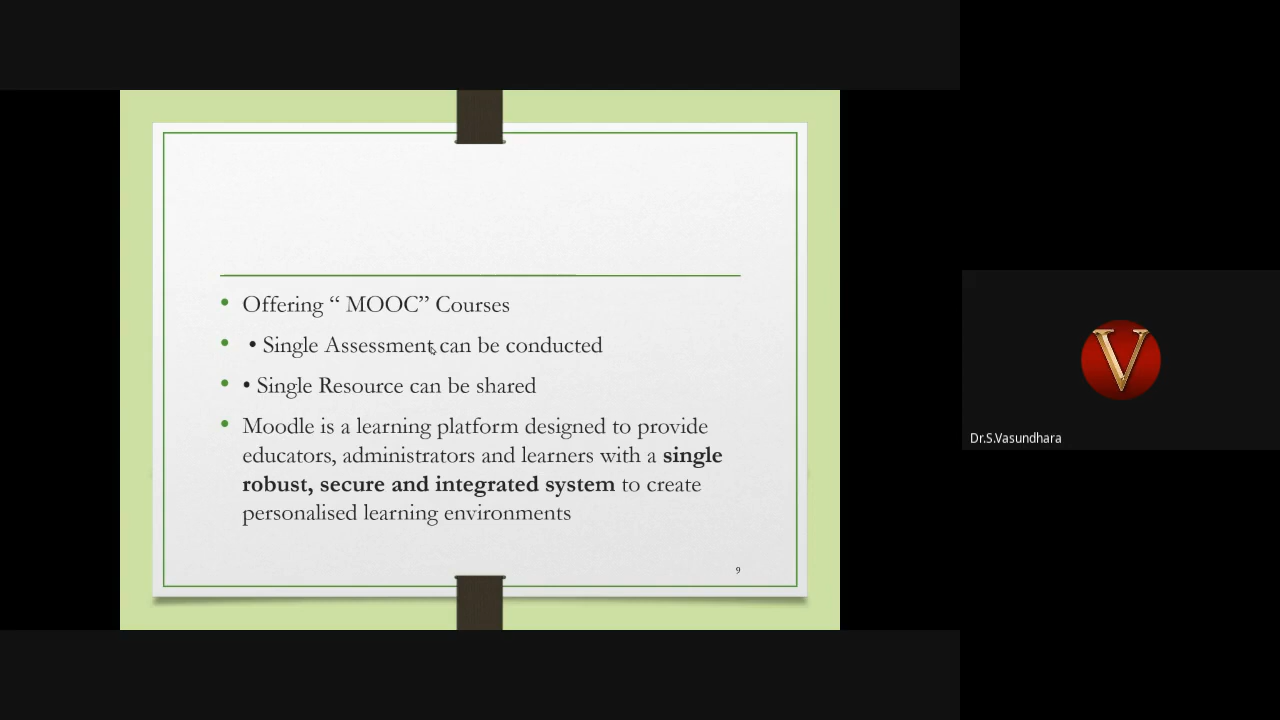 • Offering “ MOOC” Courses
• • Single Assessment can be conducted
• • Single Resource can be shared
• Moodle is a learning platform designed to provide
educators, administrators and learners with a single
robust, secure and integrated system to create
personalised learning environments
9
V
Dr.S.Vasundhara